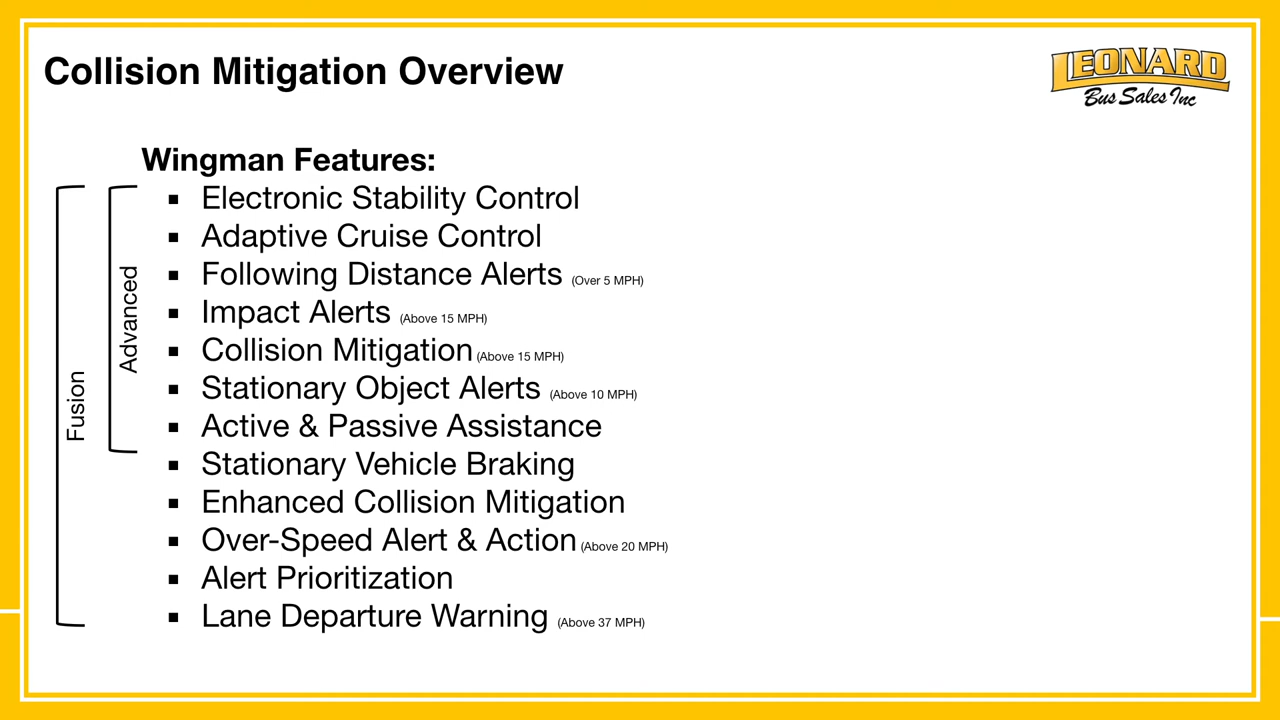 Collision Mitigation Overview
LEONARD
Bus Sales Inc
Wingman Features:
▪ Electronic Stability Control
▪ Adaptive Cruise Control
▪ Following Distance Alerts (Over 5 MPH)
▪ Impact Alerts (Above 15 MPH)
▪ Collision Mitigation (Above 15 MPH)
▪ Stationary Object Alerts (Above 10 MPH)
▪ Active & Passive Assistance
▪ Stationary Vehicle Braking
▪ Enhanced Collision Mitigation
▪ Over-Speed Alert & Action (Above 20 MPH)
▪ Alert Prioritization
▪ Lane Departure Warning (Above 37 MPH)
Advanced
Fusion